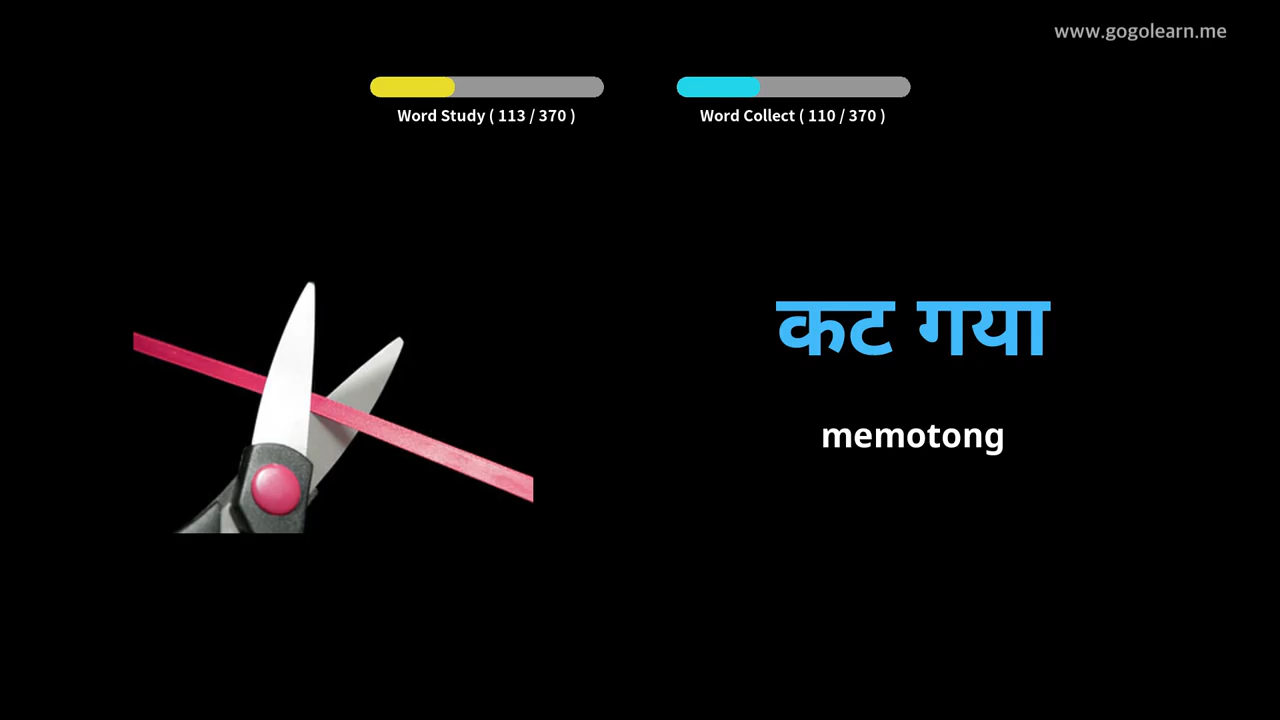 www.gogolearn.me
Word Study ( 113 / 370 )
Word Collect ( 110 / 370 )
कट गया
memotong